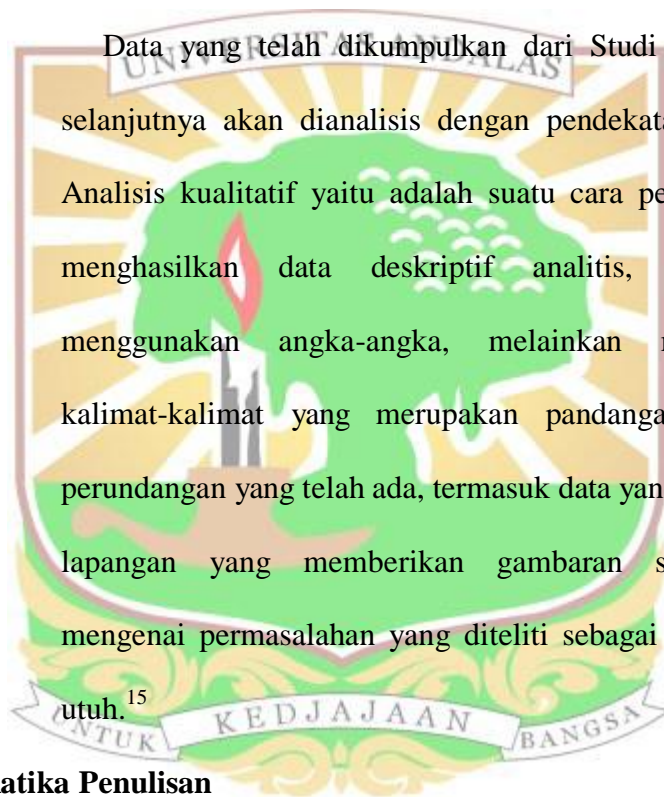 UNIVERSITAS ANDALAS
Data yang telah dikumpulkan dari Studi
selanjutnya akan dianalisis dengan pendekata
Analisis kualitatif yaitu adalah suatu cara pe
menghasilkan data deskriptif analitis,
menggunakan angka-angka, melainkan
kalimat-kalimat yang merupakan pandanga
perundangan yang telah ada, termasuk data yan
lapangan yang memberikan gambaran s
mengenai permasalahan yang diteliti sebagai
utuh.15
UNTUK KEDJAJAAN BANGSA
atika Penulisan